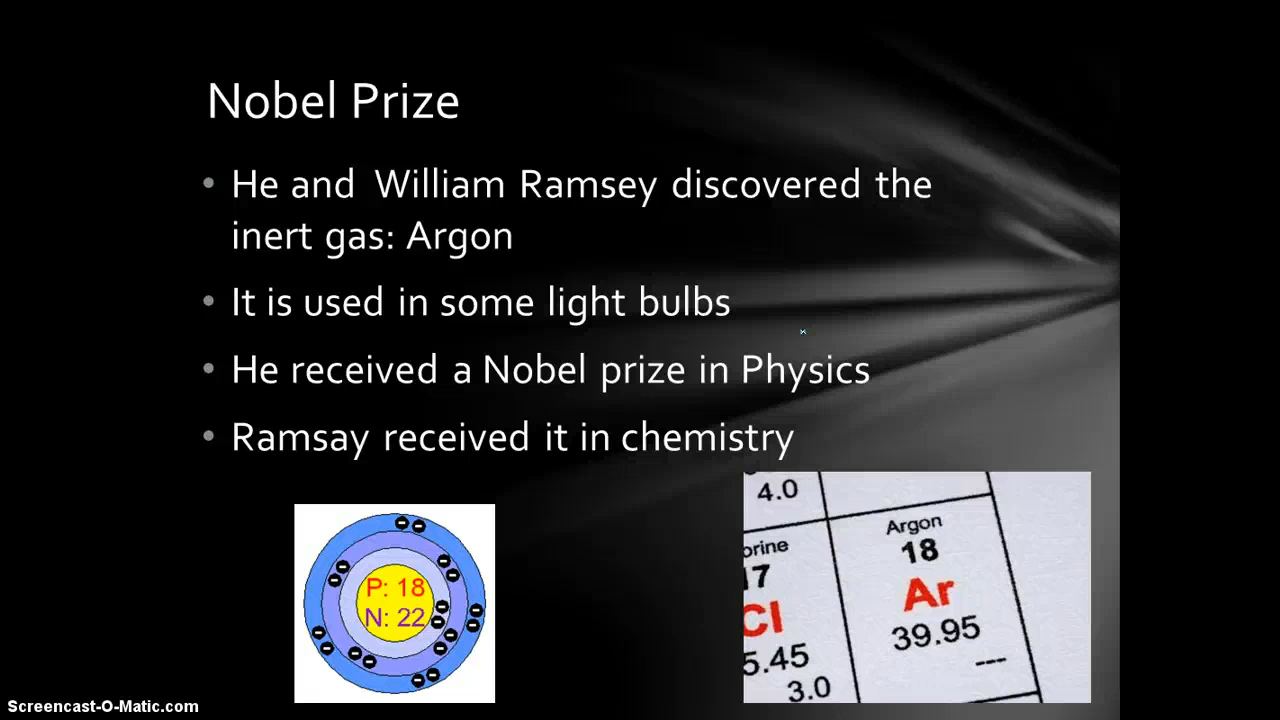 Nobel Prize
• He and William Ramsey discovered the
inert gas: Argon
• It is used in some light bulbs
• He received a Nobel prize in Physics
• Ramsay received it in chemistry
P: 18
N: 22
4.0
orine
17
Cl
5.45
3.0
Argon
18
Ar
39.95
---
Screencast-O-Matic.com